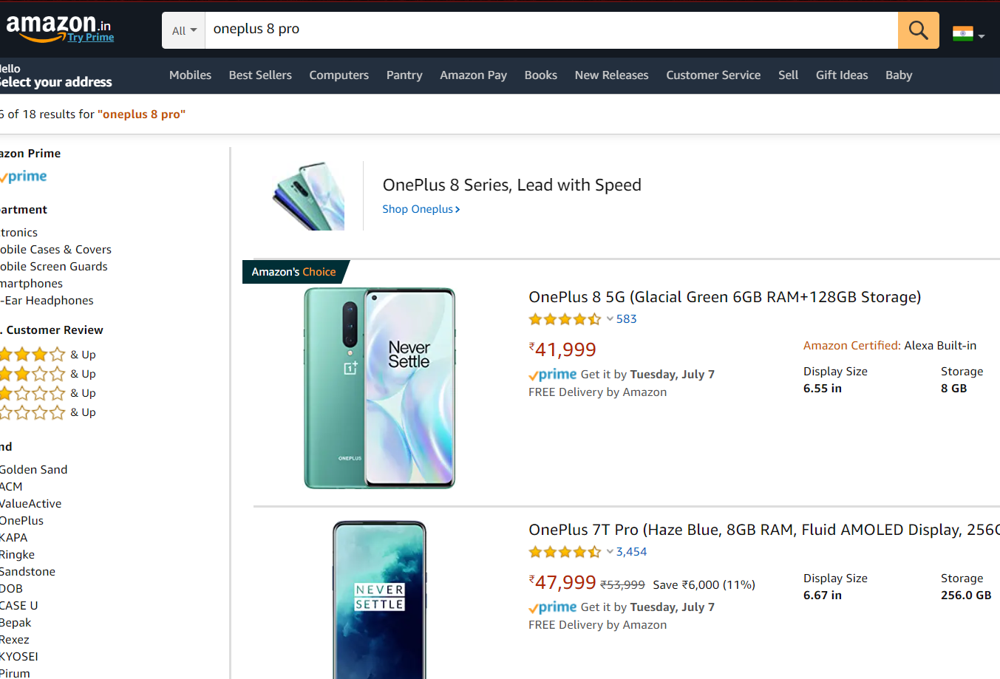 amazon.in
Try Prime
All
oneplus 8 pro
ello
Select your address
Mobiles
Best Sellers
Computers
Pantry
Amazon Pay
Books
New Releases
Customer Service
Sell
Gift Ideas
Baby
6 of 18 results for "oneplus 8 pro"
azon Prime
prime
artment
tronics
obile Cases & Covers
obile Screen Guards
martphones
-Ear Headphones
. Customer Review
& Up
& Up
& Up
& Up
nd
Golden Sand
ACM
ValueActive
OnePlus
KAPA
Ringke
Sandstone
DOB
CASE U
Bepak
Rexez
KYOSEI
Pirum
OnePlus 8 Series, Lead with Speed
Shop Oneplus
Amazon's Choice
Never
Settle
ONEPLUS
OnePlus 8 5G (Glacial Green 6GB RAM+128GB Storage)
583
₹41,999
prime Get it by Tuesday, July 7
FREE Delivery by Amazon
Amazon Certified: Alexa Built-in
Display Size
6.55 in
Storage
8 GB
NEVER
SETTLE
OnePlus 7T Pro (Haze Blue, 8GB RAM, Fluid AMOLED Display, 256G
3,454
₹47,999 ₹53,999 Save ₹6,000 (11%)
prime Get it by Tuesday, July 7
FREE Delivery by Amazon
Display Size
6.67 in
Storage
256.0 GB